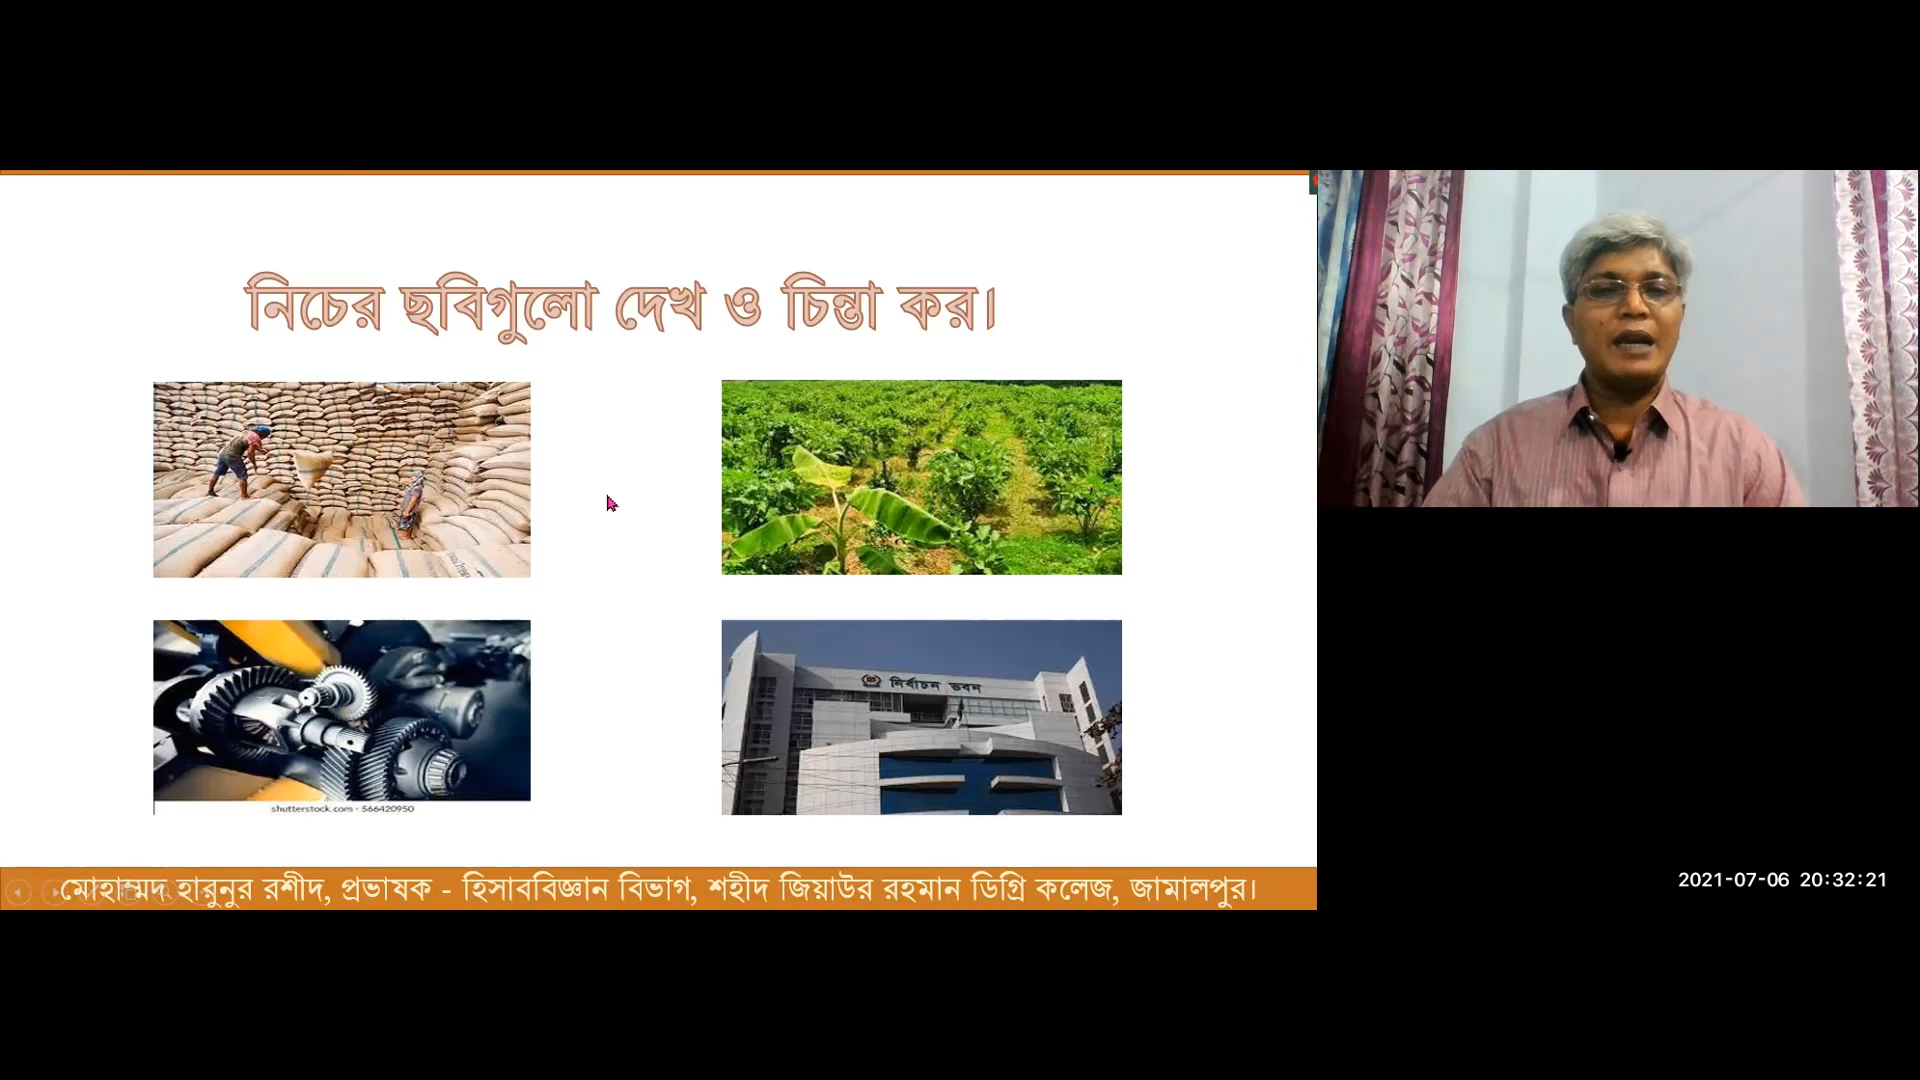 নিচের ছবিগুলো দেখ ও চিন্তা কর।
নির্বাচন ভবন
shutterstock.com - 566420950
মোহাম্মদ হারুনুর রশীদ, প্রভাষক - হিসাববিজ্ঞান বিভাগ, শহীদ জিয়াউর রহমান ডিগ্রি কলেজ, জামালপুর।
2021-07-06 20:32:21